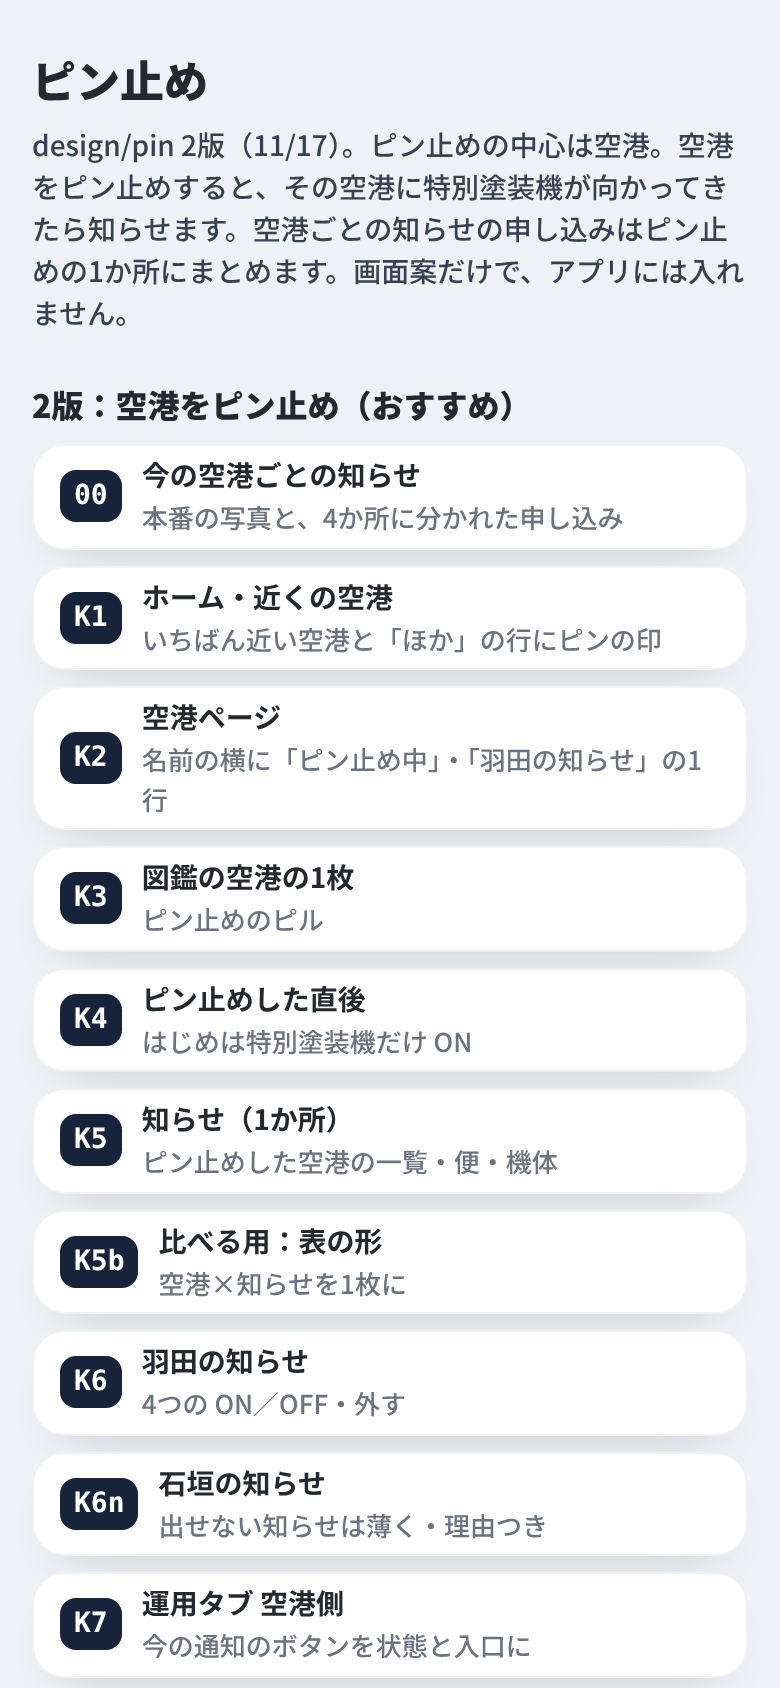 ピン止め
design/pin 2版（11/17）。ピン止めの中心は空港。空港
をピン止めすると、その空港に特別塗装機が向かってき
たら知らせます。空港ごとの知らせの申し込みはピン止
めの1か所にまとめます。画面案だけで、アプリには入れ
ません。
2版：空港をピン止め（おすすめ）
00
今の空港ごとの知らせ
本番の写真と、4か所に分かれた申し込み
K1
ホーム・近くの空港
いちばん近い空港と「ほか」の行にピンの印
K2
空港ページ
名前の横に「ピン止め中」・「羽田の知らせ」の1
行
K3
図鑑の空港の1枚
ピン止めのピル
K4
ピン止めした直後
はじめは特別塗装機だけ ON
K5
知らせ（1か所）
ピン止めした空港の一覧・便・機体
K5b
比べる用：表の形
空港×知らせを1枚に
K6
羽田の知らせ
4つの ON／OFF・外す
K6n
石垣の知らせ
出せない知らせは薄く・理由つき
K7
運用タブ 空港側
今の通知のボタンを状態と入口に